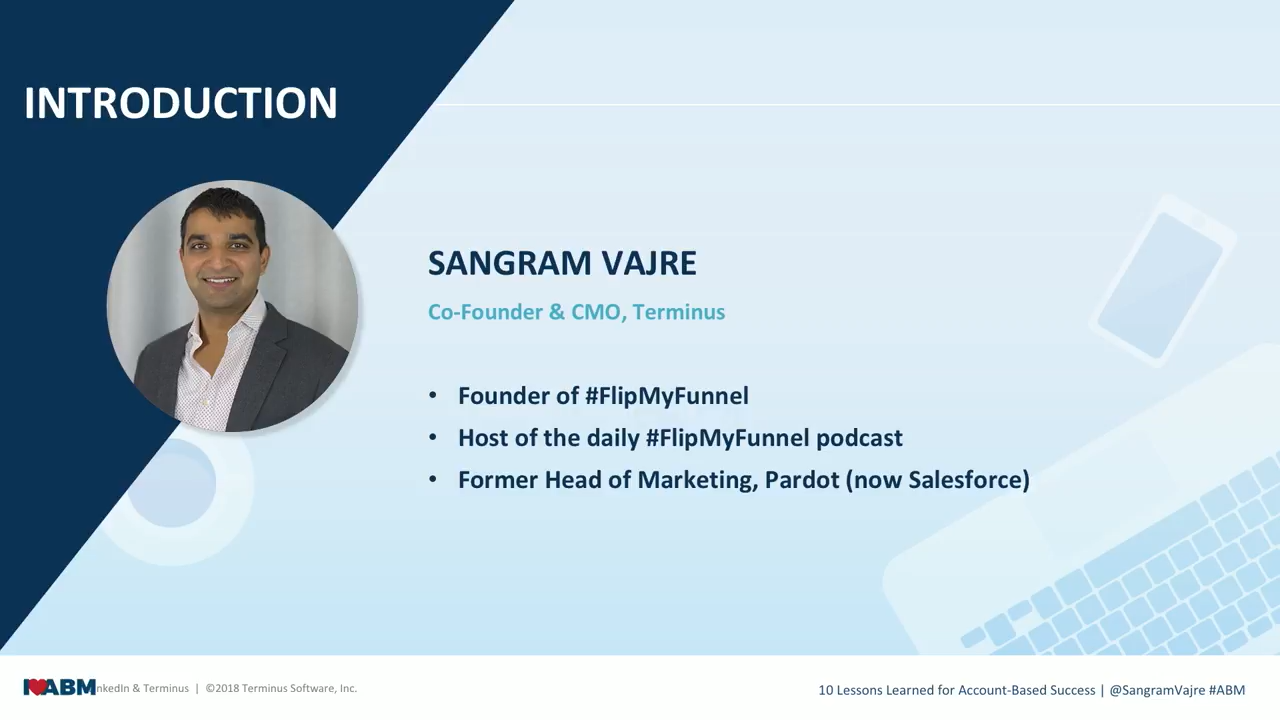 INTRODUCTION
SANGRAM VAJRE
Co-Founder & CMO, Terminus
• Founder of #FlipMyFunnel
• Host of the daily #FlipMyFunnel podcast
• Former Head of Marketing, Pardot (now Salesforce)
I ABM nkedIn & Terminus | ©2018 Terminus Software, Inc.
10 Lessons Learned for Account-Based Success | @SangramVajre #ABM